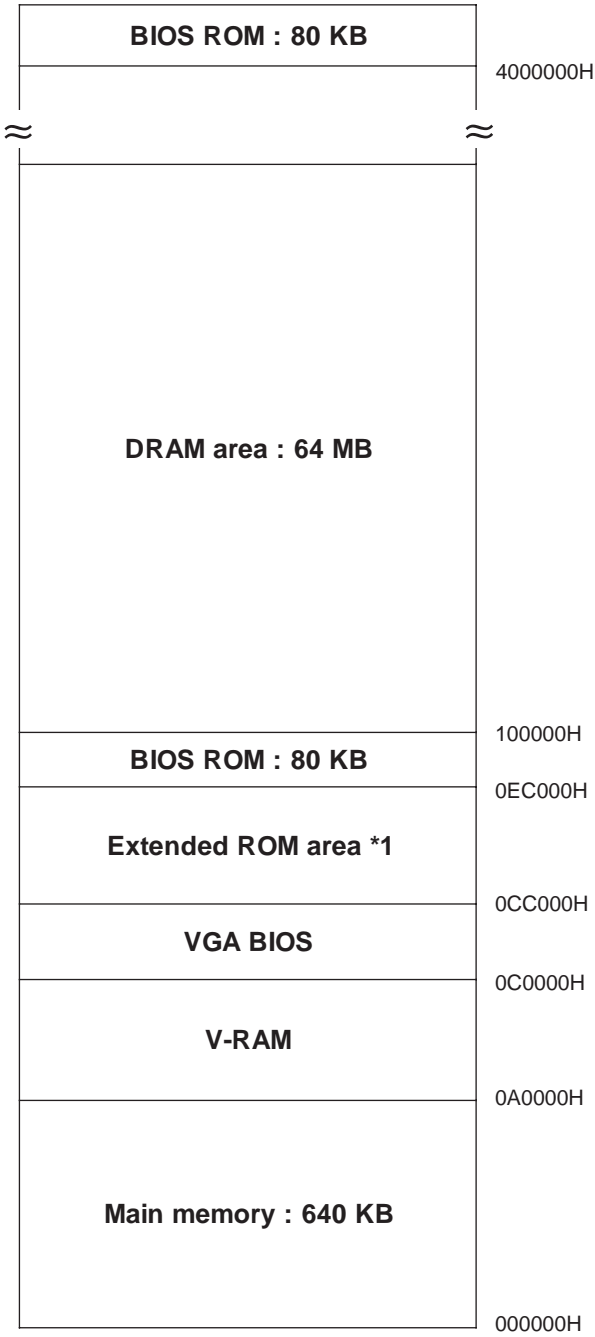 BIOS ROM : 80 KB
4000000H
≈ ≈
DRAM area : 64 MB
100000H
BIOS ROM : 80 KB
0EC000H
Extended ROM area *1
0CC000H
VGA BIOS
0C0000H
V-RAM
0A0000H
Main memory : 640 KB
000000H